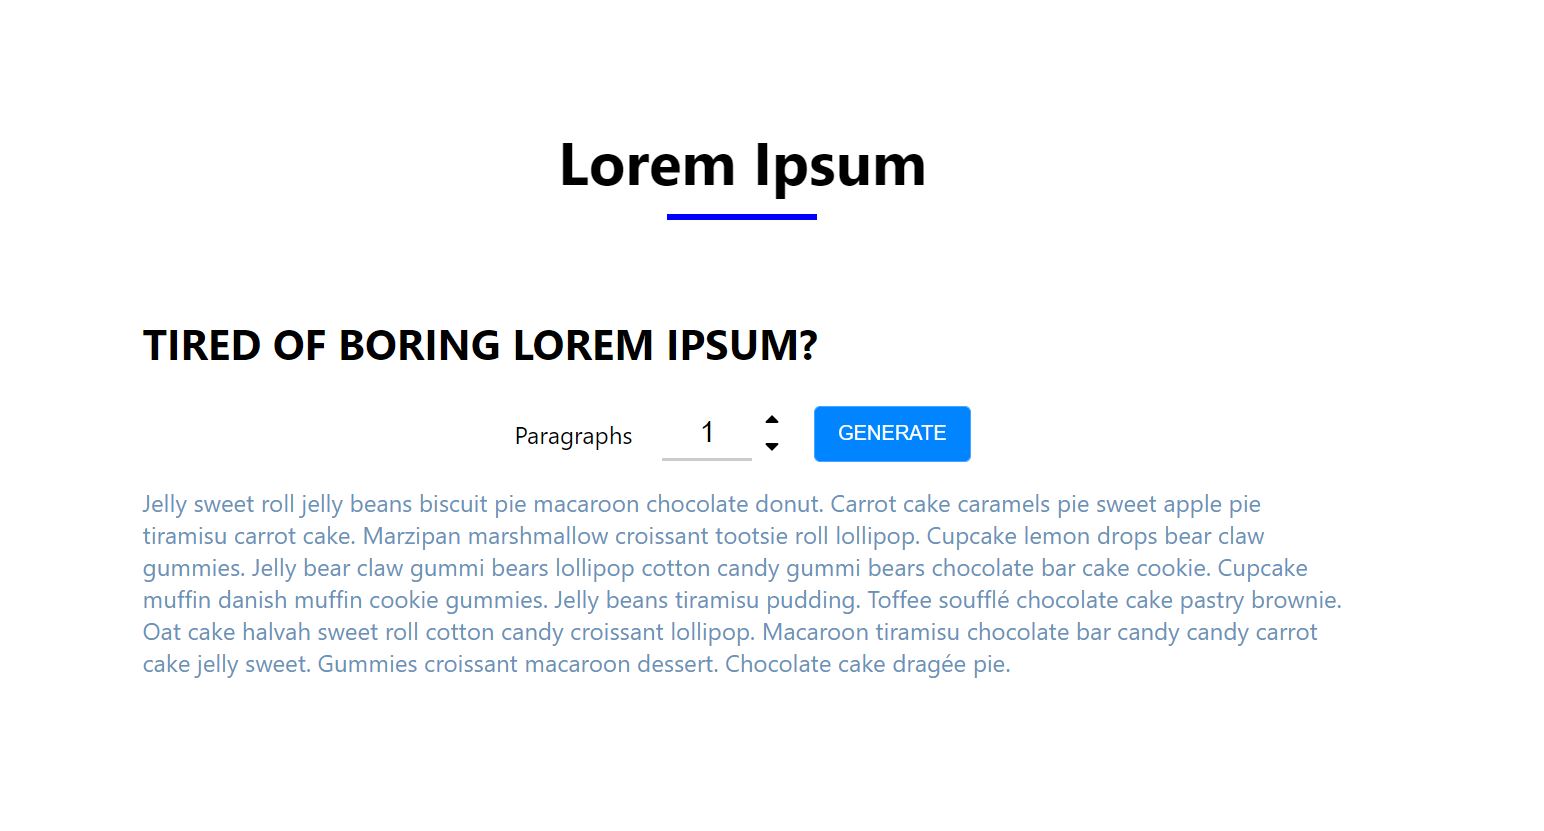 Lorem Ipsum
TIRED OF BORING LOREM IPSUM?
Paragraphs 1 GENERATE
Jelly sweet roll jelly beans biscuit pie macaroon chocolate donut. Carrot cake caramels pie sweet apple pie
tiramisu carrot cake. Marzipan marshmallow croissant tootsie roll lollipop. Cupcake lemon drops bear claw
gummies. Jelly bear claw gummi bears lollipop cotton candy gummi bears chocolate bar cake cookie. Cupcake
muffin danish muffin cookie gummies. Jelly beans tiramisu pudding. Toffee soufflé chocolate cake pastry brownie.
Oat cake halvah sweet roll cotton candy croissant lollipop. Macaroon tiramisu chocolate bar candy candy carrot
cake jelly sweet. Gummies croissant macaroon dessert. Chocolate cake dragée pie.